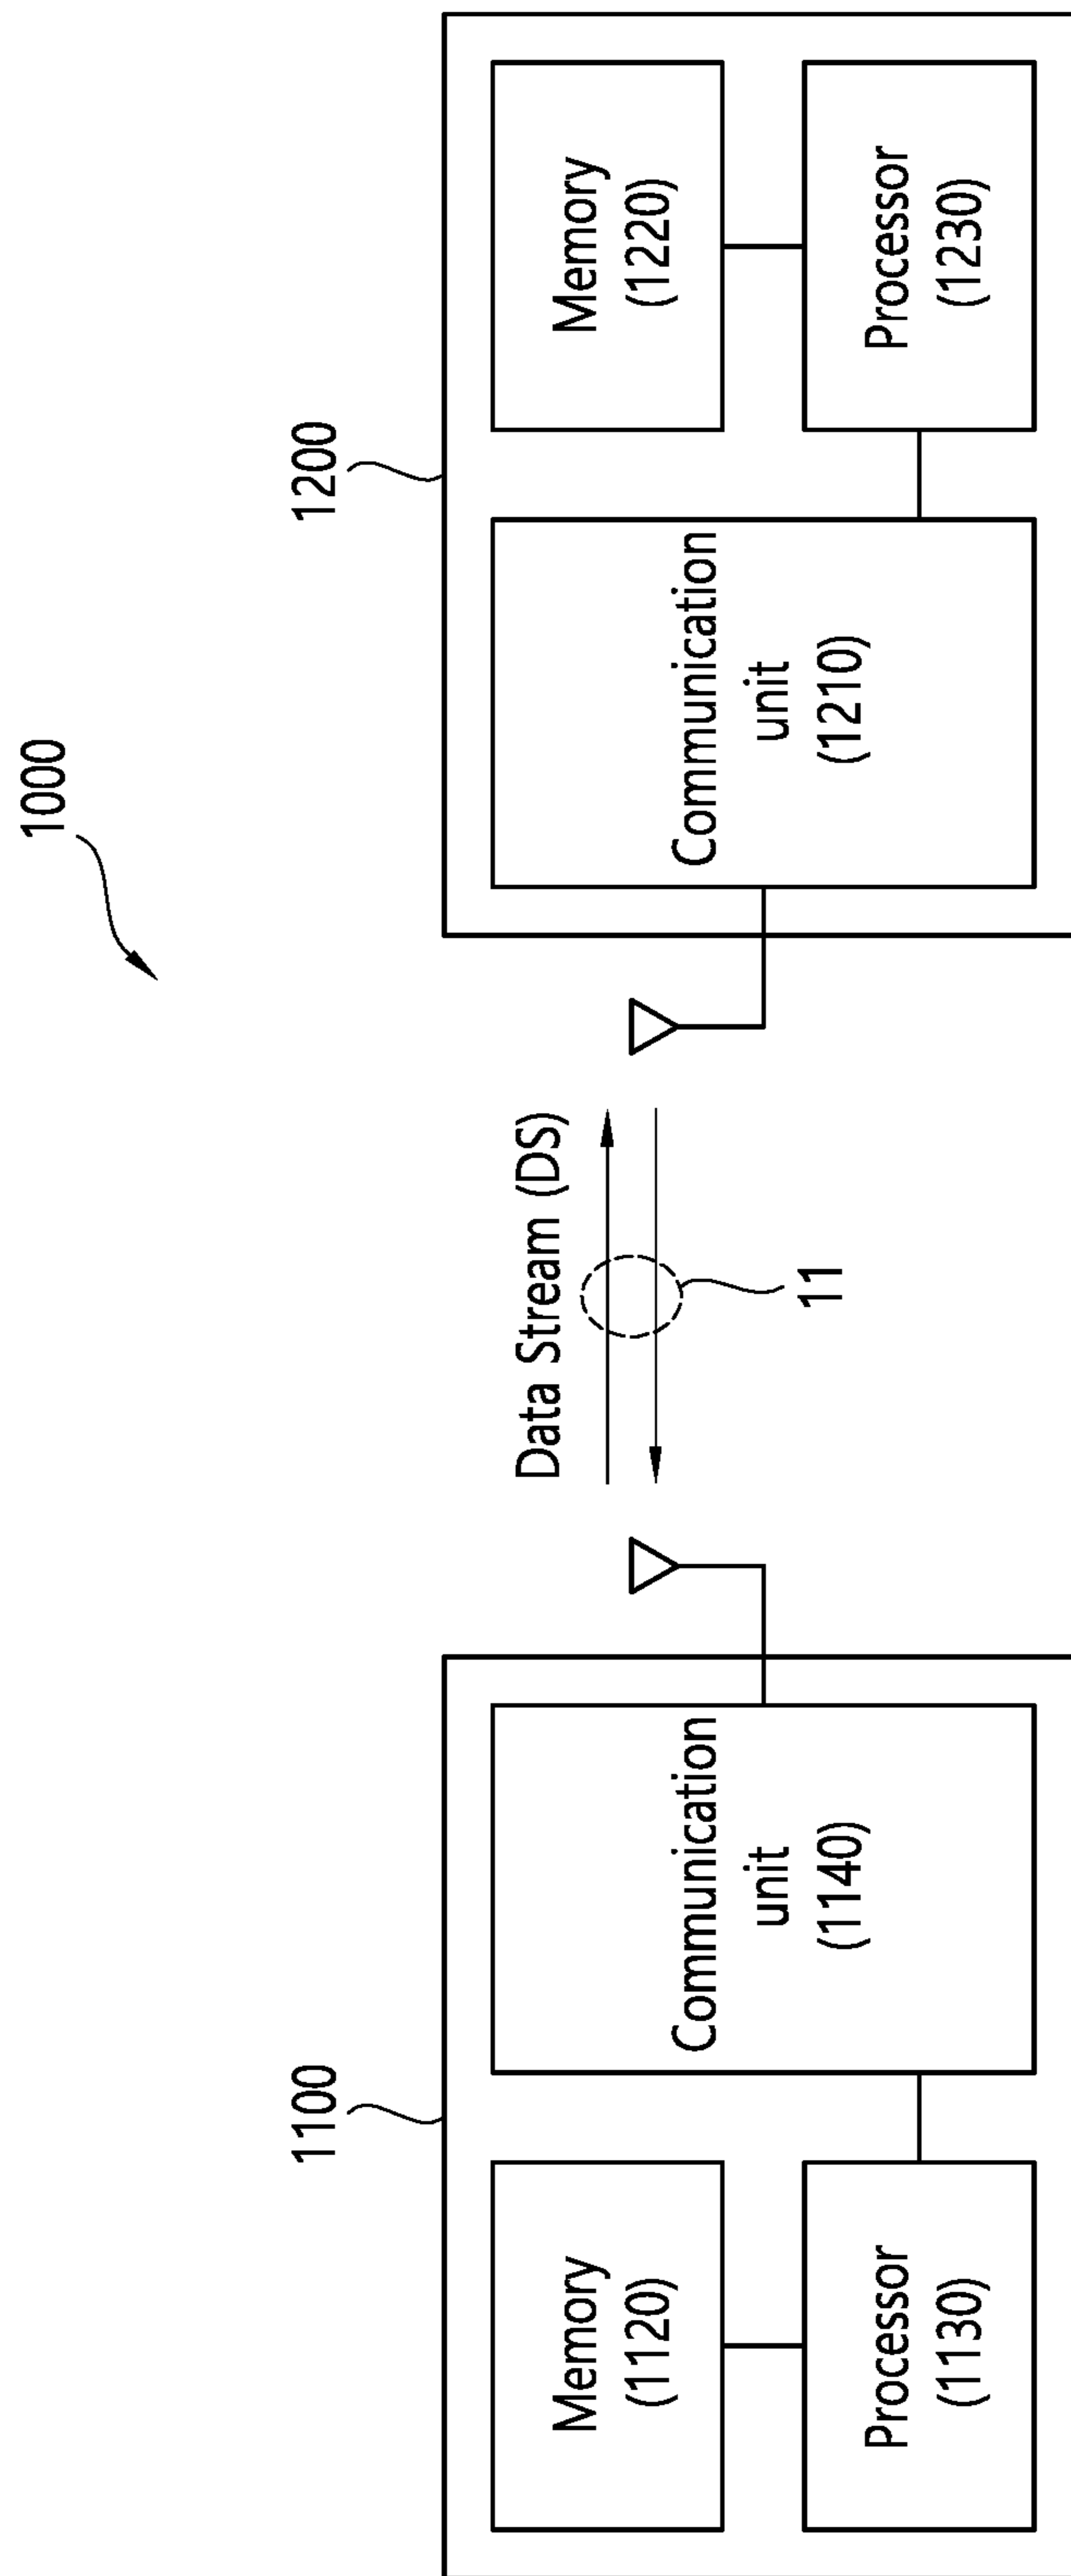 1000
1100
1200
Memory
(1120)
Processor
(1130)
Communication
unit
(1140)
Data Stream (DS)
11
Communication
unit
(1210)
Memory
(1220)
Processor
(1230)